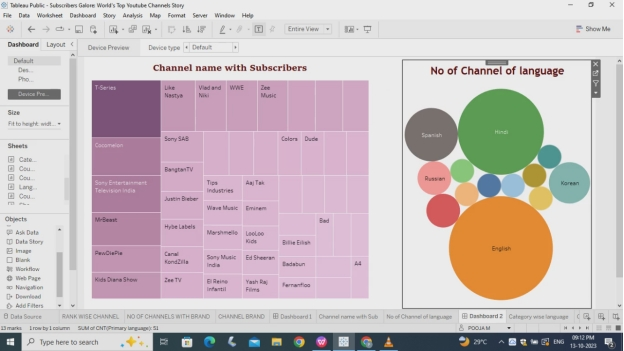 Tableau Public - Subscribers Galore: World's Top Youtube Channels Story
File Data Worksheet Dashboard Story Analysis Map Format Server Window Help
Entire View
Show Me
Dashboard Layout
Device Preview Device type Default
Default
Des...
Pho...
Device Pre...
Size
Fit to height: widt...
Sheets
Cate...
Cou...
Cou...
Lang...
Cou...
Objects
Ask Data
Data Story
Image
Blank
Workflow
Web Page
Navigation
Download
Add Filters
Channel name with Subscribers
T-Series
Like Nastya
Vlad and Niki
WWE
Zee Music
Cocomelon
Sony SAB
Colors
Dude
BangtanTV
Sony Entertainment Television India
Tips Industries
Aaj Tak
Justin Bieber
Wave Music
Eminem
MrBeast
Hybe Labels
Marshmello
LooLoo Kids
Bad
Billie Eilish
PewDiePie
Canal KondZilla
Sony Music India
Ed Sheeran
Badabun
A4
Kids Diana Show
Zee TV
El Reino Infantil
Yash Raj Films
Fernanfloo
No of Channel of language
Spanish
Hindi
Russian
Korean
English
Data Source RANK WISE CHANNEL NO OF CHANNELS WITH BRAND CHANNEL BRAND Dashboard 1 Channel name with Sub No of Channel of language Dashboard 2 Category wise language
13 marks 1 row by 1 column SUM of CNT(Primary language): 51
POOJA M
Type here to search
29°C
ENG
09:12 PM
13-10-2023